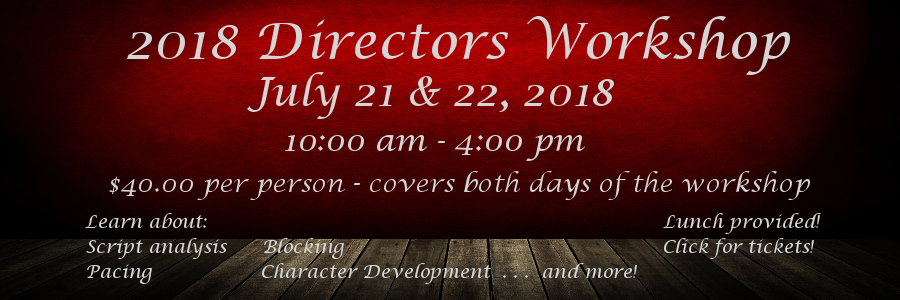 2018 Directors Workshop
July 21 & 22, 2018
10:00 am - 4:00 pm
$40.00 per person - covers both days of the workshop
Learn about:
Script analysis Blocking
Pacing Character Development . . . and more!
Lunch provided!
Click for tickets!